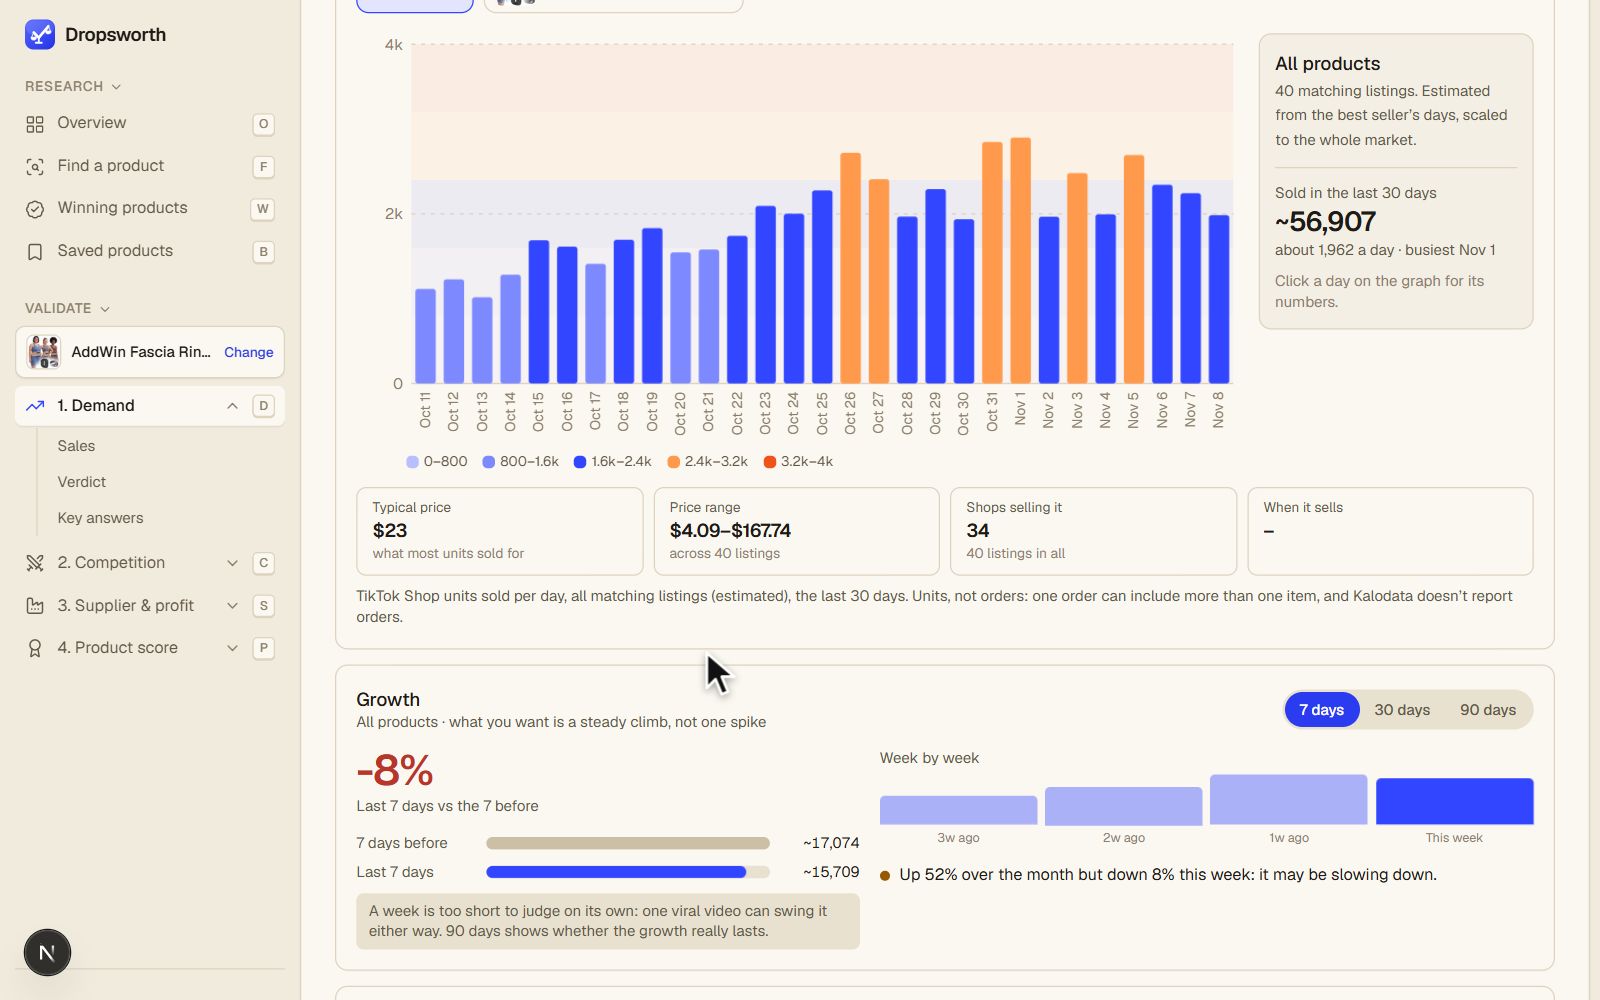 Dropsworth
RESEARCH
Overview
O
Find a product
F
Winning products
W
Saved products
B
VALIDATE
AddWin Fascia Rin...
Change
1. Demand
D
Sales
Verdict
Key answers
2. Competition
C
3. Supplier & profit
S
4. Product score
P
N
4k
2k
0
Oct 11
Oct 12
Oct 13
Oct 14
Oct 15
Oct 16
Oct 17
Oct 18
Oct 19
Oct 20
Oct 21
Oct 22
Oct 23
Oct 24
Oct 25
Oct 26
Oct 27
Oct 28
Oct 29
Oct 30
Oct 31
Nov 1
Nov 2
Nov 3
Nov 4
Nov 5
Nov 6
Nov 7
Nov 8
0–800
800–1.6k
1.6k–2.4k
2.4k–3.2k
3.2k–4k
All products
40 matching listings. Estimated
from the best seller's days, scaled
to the whole market.
Sold in the last 30 days
~56,907
about 1,962 a day · busiest Nov 1
Click a day on the graph for its
numbers.
Typical price
$23
what most units sold for
Price range
$4.09–$167.74
across 40 listings
Shops selling it
34
40 listings in all
When it sells
–
TikTok Shop units sold per day, all matching listings (estimated), the last 30 days. Units, not orders: one order can include more than one item, and Kalodata doesn't report
orders.
Growth
All products · what you want is a steady climb, not one spike
7 days
30 days
90 days
-8%
Last 7 days vs the 7 before
7 days before
~17,074
Last 7 days
~15,709
A week is too short to judge on its own: one viral video can swing it
either way. 90 days shows whether the growth really lasts.
Week by week
3w ago
2w ago
1w ago
This week
Up 52% over the month but down 8% this week: it may be slowing down.